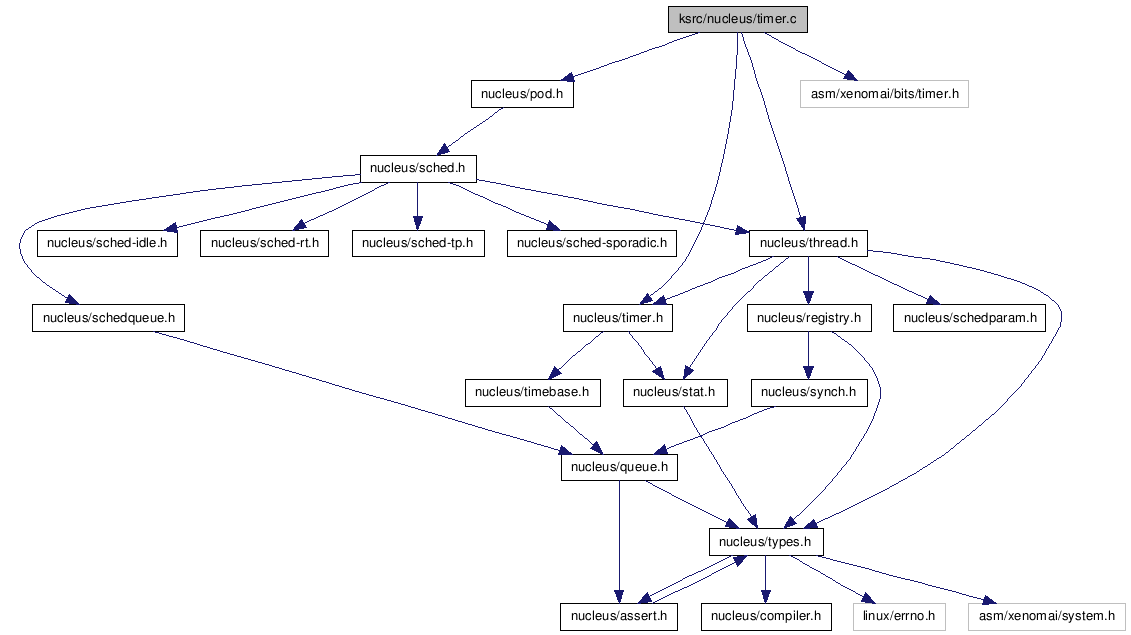 ksrc/nucleus/timer.c
nucleus/pod.h
asm/xenomai/bits/timer.h
nucleus/sched.h
nucleus/sched-idle.h
nucleus/sched-rt.h
nucleus/sched-tp.h
nucleus/sched-sporadic.h
nucleus/thread.h
nucleus/schedqueue.h
nucleus/timer.h
nucleus/registry.h
nucleus/schedparam.h
nucleus/timebase.h
nucleus/stat.h
nucleus/synch.h
nucleus/queue.h
nucleus/types.h
nucleus/assert.h
nucleus/compiler.h
linux/errno.h
asm/xenomai/system.h